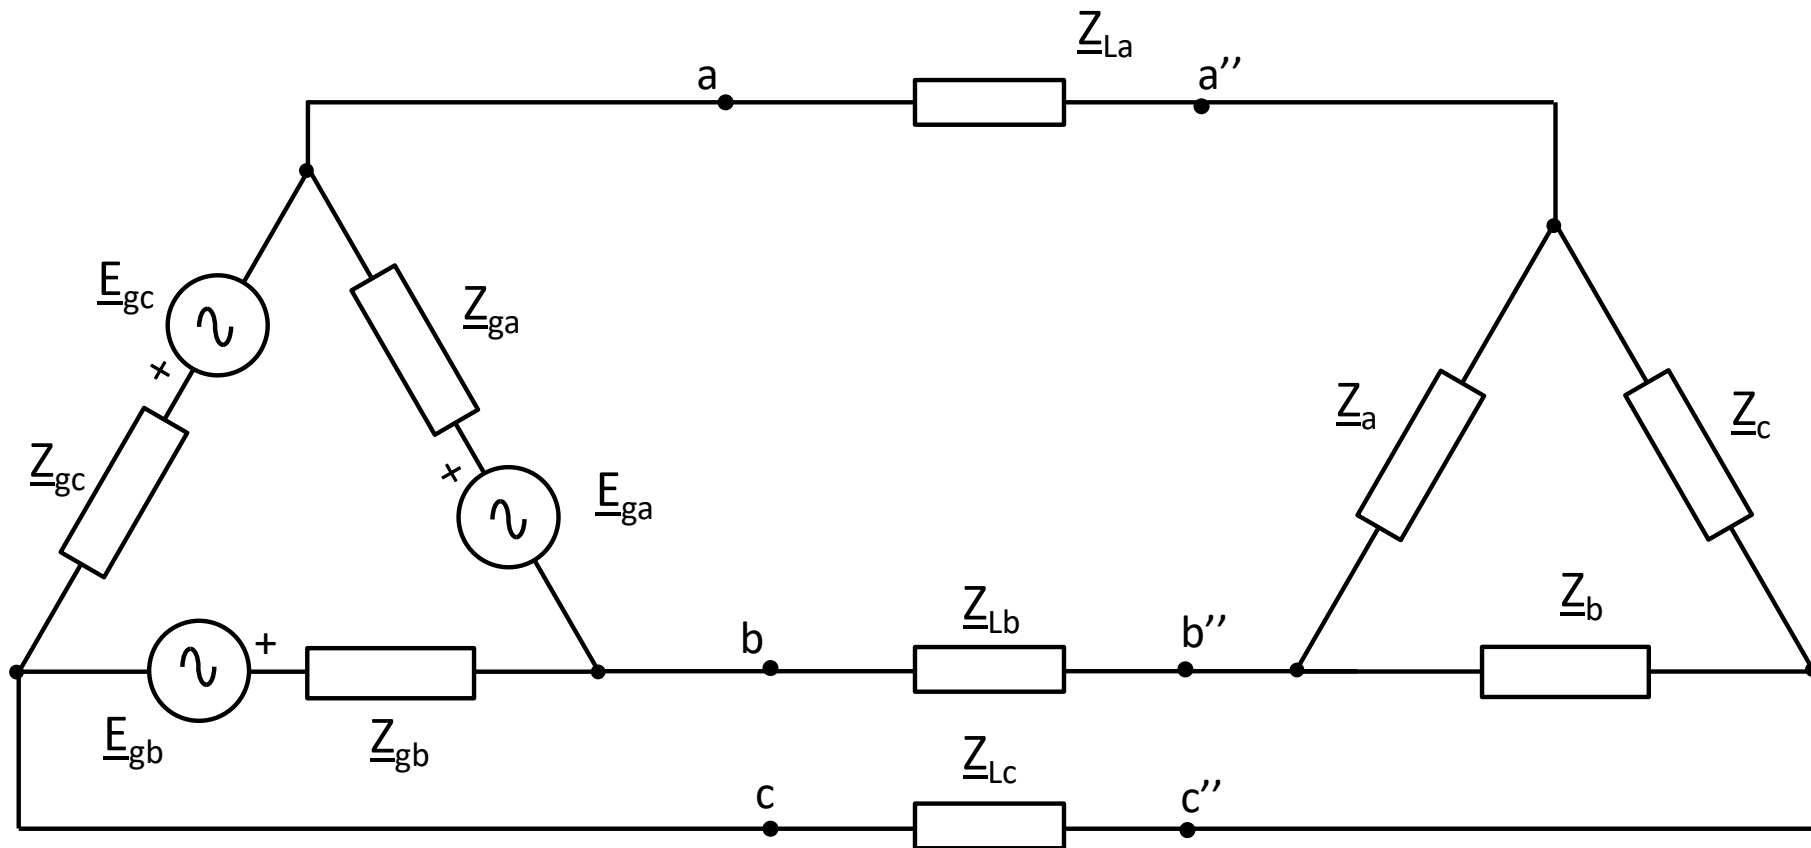 Z_La
a
a’’
E_gc
Z_ga
+
Z_gc
+
E_ga
Z_a
Z_c
b
Z_Lb
b’’
Z_b
+
E_gb
Z_gb
c
Z_Lc
c’’